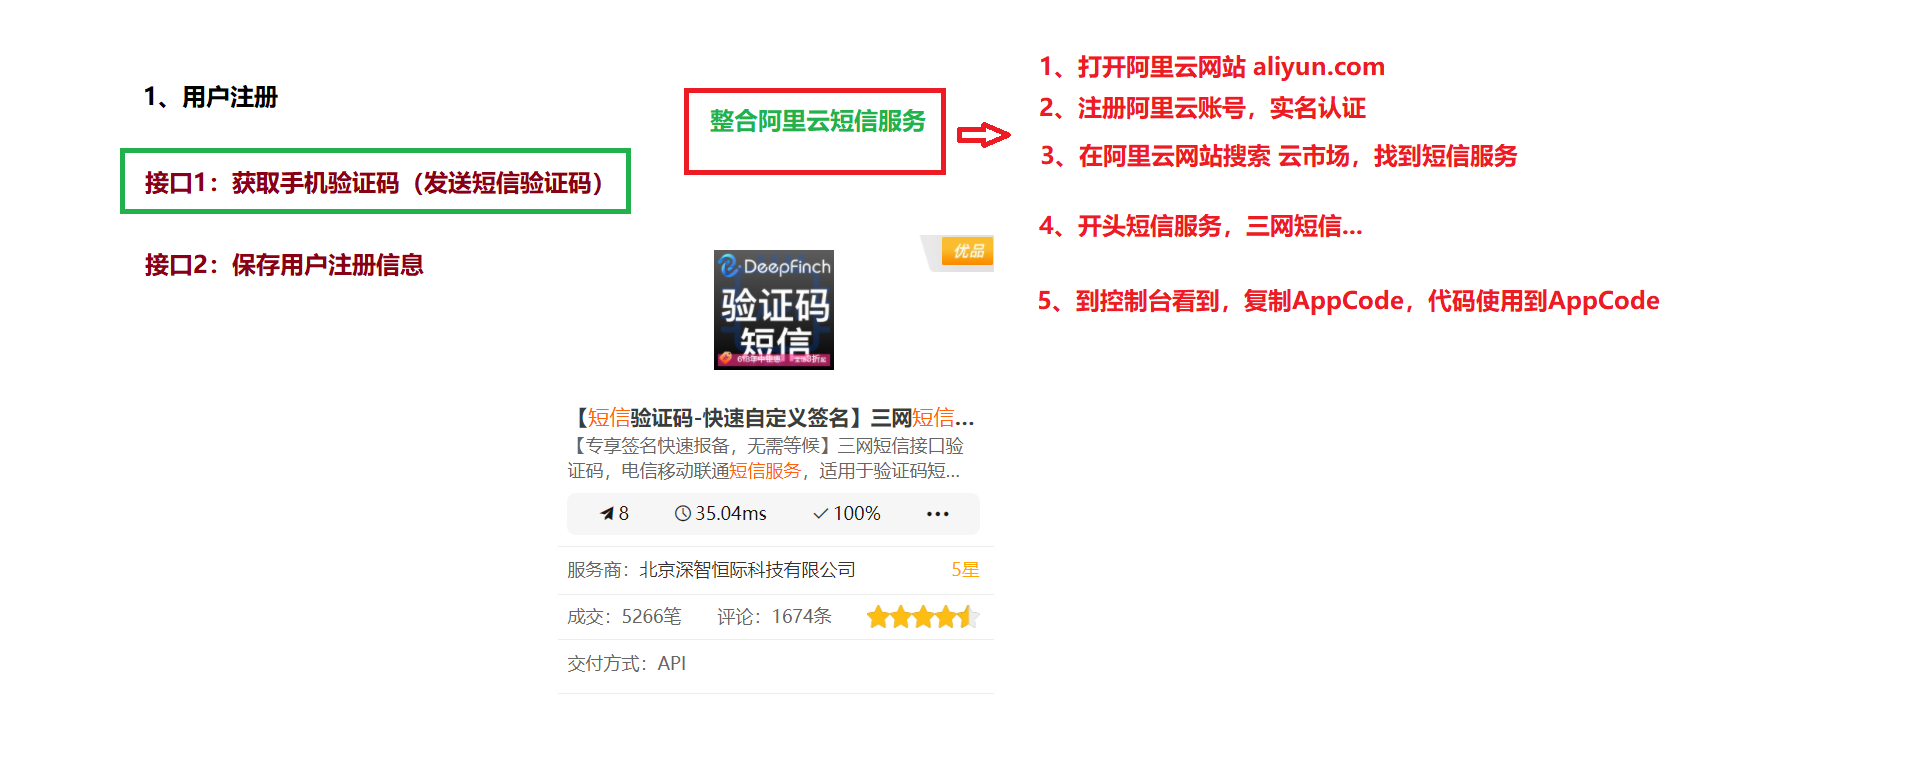 1、用户注册
接口1：获取手机验证码（发送短信验证码）
接口2：保存用户注册信息
整合阿里云短信服务
1、打开阿里云网站 aliyun.com
2、注册阿里云账号，实名认证
3、在阿里云网站搜索 云市场，找到短信服务
4、开头短信服务，三网短信...
5、到控制台看到，复制AppCode，代码使用到AppCode
优品
DeepFinch
验证码
短信
【短信验证码-快速自定义签名】三网短信...
【专享签名快速报备，无需等候】三网短信接口验
证码，电信移动联通短信服务，适用于验证码短...
8 35.04ms 100% •••
服务商：北京深智恒际科技有限公司 5星
成交：5266笔 评论：1674条
交付方式：API